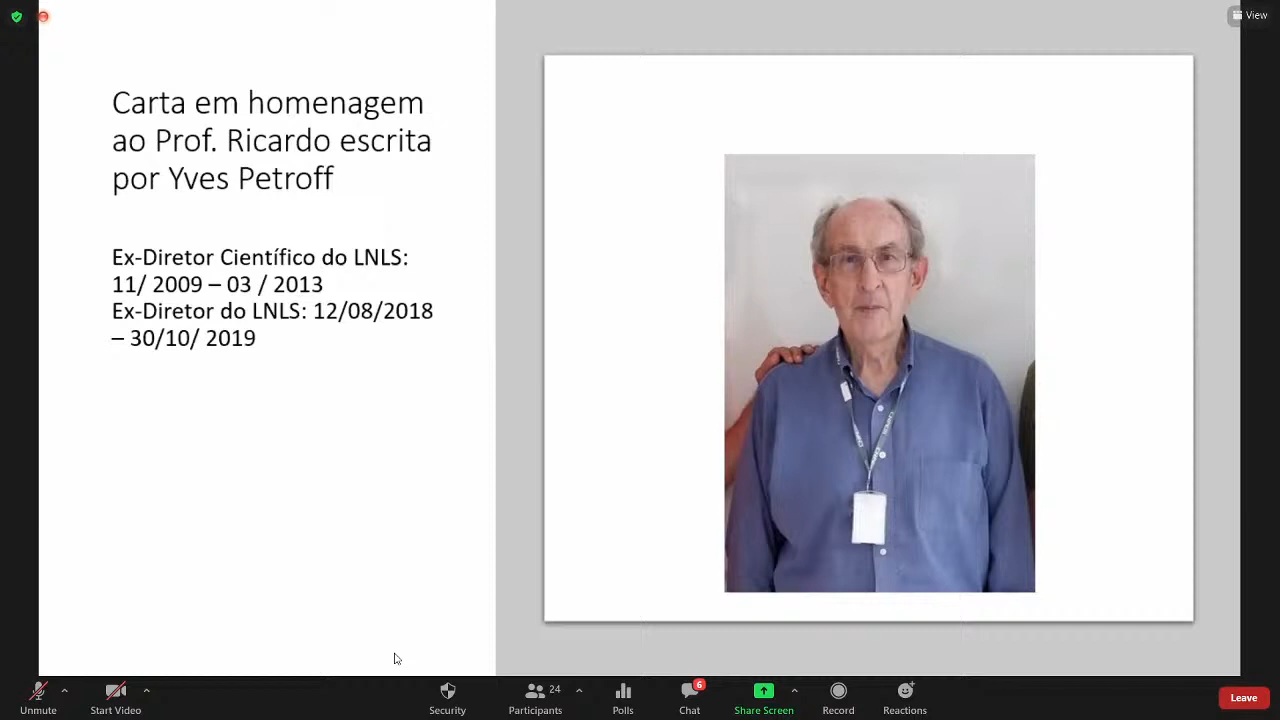 View
Carta em homenagem
ao Prof. Ricardo escrita
por Yves Petroff
Ex-Diretor Científico do LNLS:
11/ 2009 – 03 / 2013
Ex-Diretor do LNLS: 12/08/2018
– 30/10/ 2019
Unmute
Start Video
Security
24
Participants
Polls
6
Chat
Share Screen
Record
Reactions
Leave